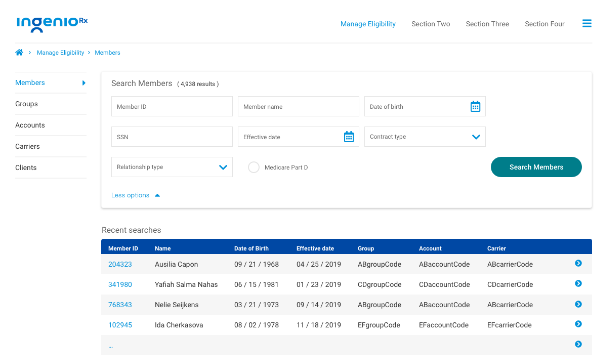 ingenioRx
Manage Eligibility Section Two Section Three Section Four
Manage Eligibility Members
Members
Groups
Accounts
Carriers
Clients
Search Members ( 4,938 results )
Member ID Member name Date of birth
SSN Effective date Contract type
Relationship type Medicare Part D Search Members
Less options
Recent searches
Member ID Name Date of Birth Effective date Group Account Carrier
204323 Ausilia Capon 09 / 21 / 1968 04 / 25 / 2019 ABgroupCode ABaccountCode ABcarrierCode
341980 Yafiah Salma Nahas 06 / 15 / 1981 01 / 23 / 2019 CDgroupCode CDaccountCode CDcarrierCode
768343 Nelie Seijkens 03 / 21 / 1973 09 / 14 / 2019 ABgroupCode ABaccountCode ABcarrierCode
102945 Ida Cherkasova 08 / 02 / 1978 11 / 18 / 2019 EFgroupCode EFaccountCode EFcarrierCode
...